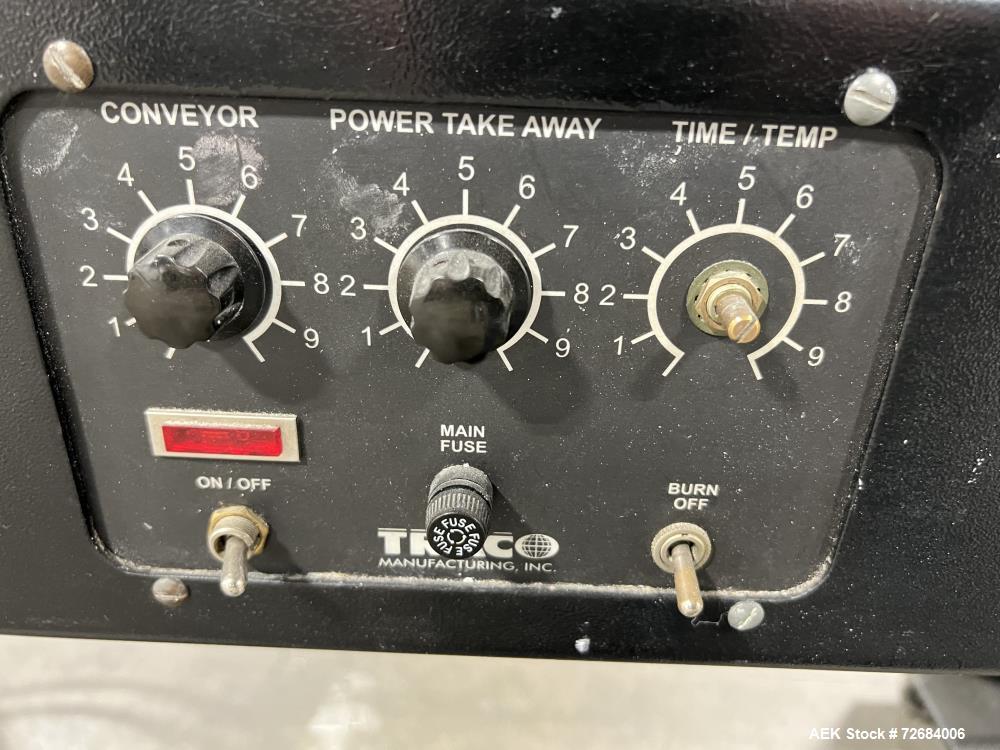 CONVEYOR
1 2 3 4 5 6 7 8 9
POWER TAKE AWAY
1 2 3 4 5 6 7 8 9
TIME / TEMP
1 2 3 4 5 6 7 8 9
ON / OFF
MAIN
FUSE
FUSE FUSE FUSE
BURN
OFF
MANUFACTURING, INC.
AEK Stock # 72684006